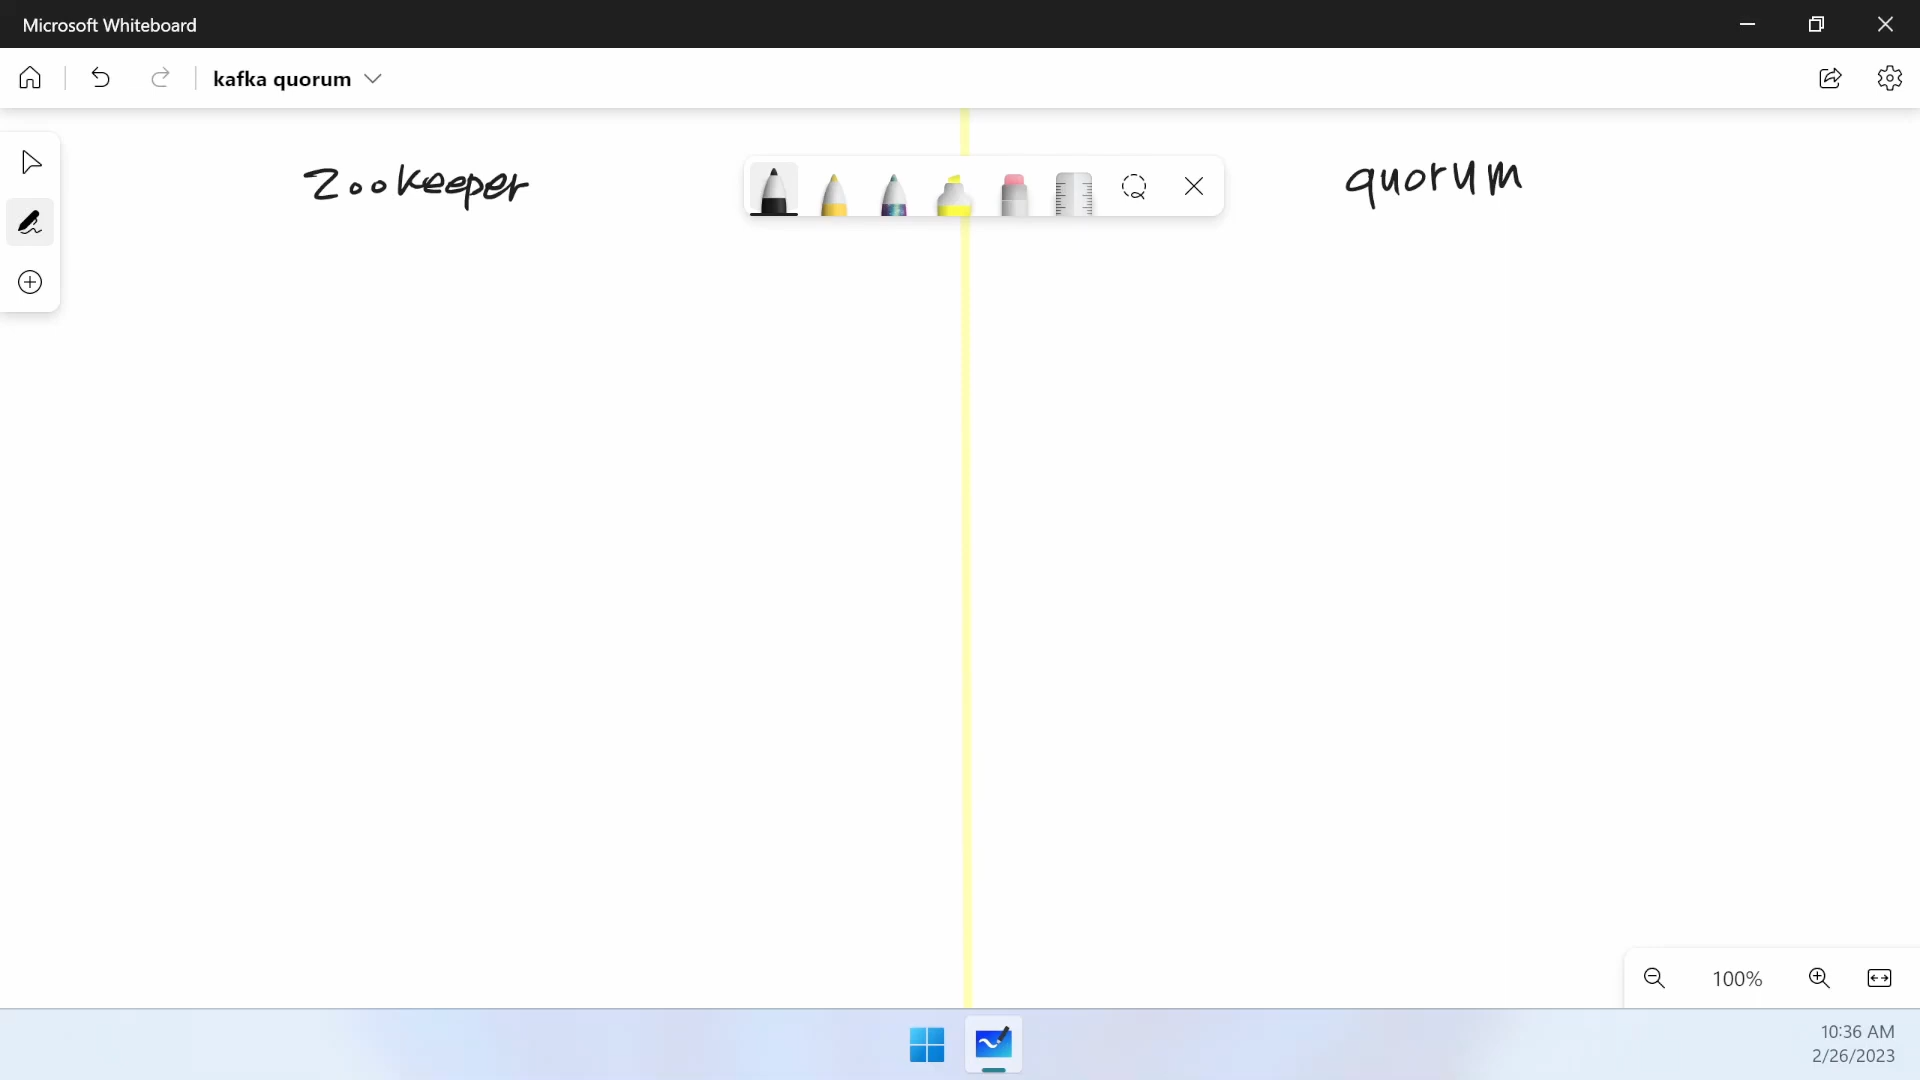 Microsoft Whiteboard
kafka quorum
zookeeper
quorum
100%
10:36 AM
2/26/2023